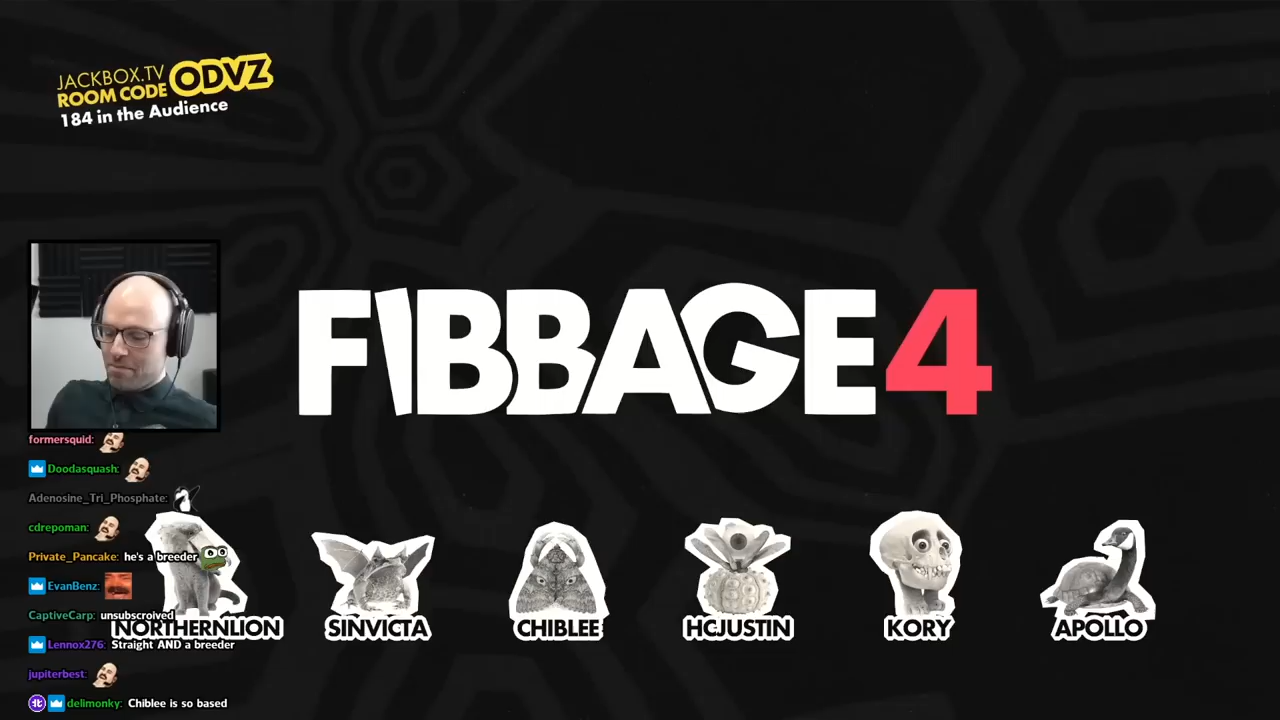 JACKBOX.TV
ROOM CODE ODVZ
184 in the Audience
FIBBAGE 4
formersquid:
Doodasquash:
Adenosine_Tri_Phosphate:
cdrepoman:
Private_Pancake: he's a breeder
EvanBenz:
CaptiveCarp: unsubscroived
Lennox276: Straight AND a breeder
jupiterbest:
delimonky: Chiblee is so based
NORTHERNLION
SINVICTA
CHIBLEE
HCJUSTIN
KORY
APOLLO